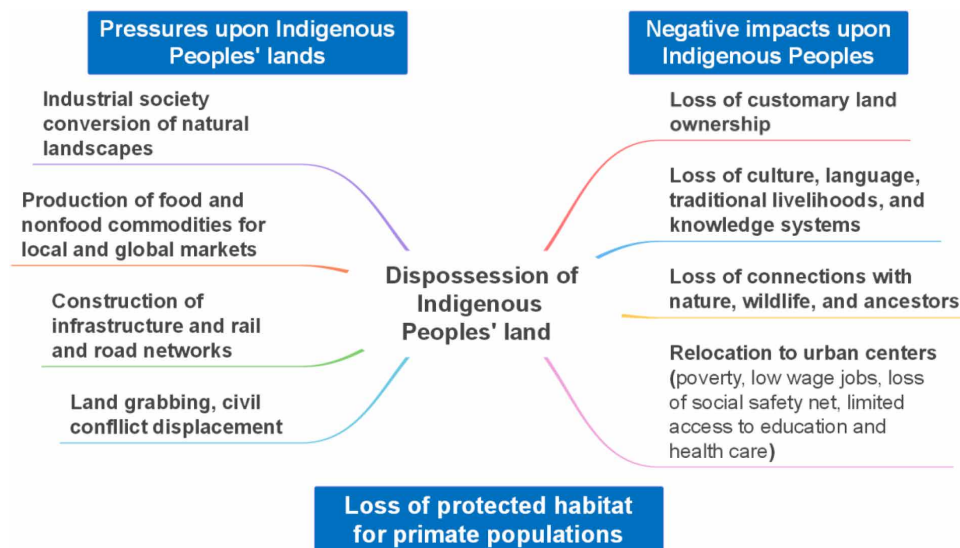 Pressures upon Indigenous
Peoples' lands
Industrial society
conversion of natural
landscapes
Production of food and
nonfood commodities for
local and global markets
Construction of
infrastructure and rail
and road networks
Land grabbing, civil
confllict displacement
Dispossession of
Indigenous
Peoples' land
Negative impacts upon
Indigenous Peoples
Loss of customary land
ownership
Loss of culture, language,
traditional livelihoods, and
knowledge systems
Loss of connections with
nature, wildlife, and ancestors
Relocation to urban centers
(poverty, low wage jobs, loss
of social safety net, limited
access to education and
health care)
Loss of protected habitat
for primate populations